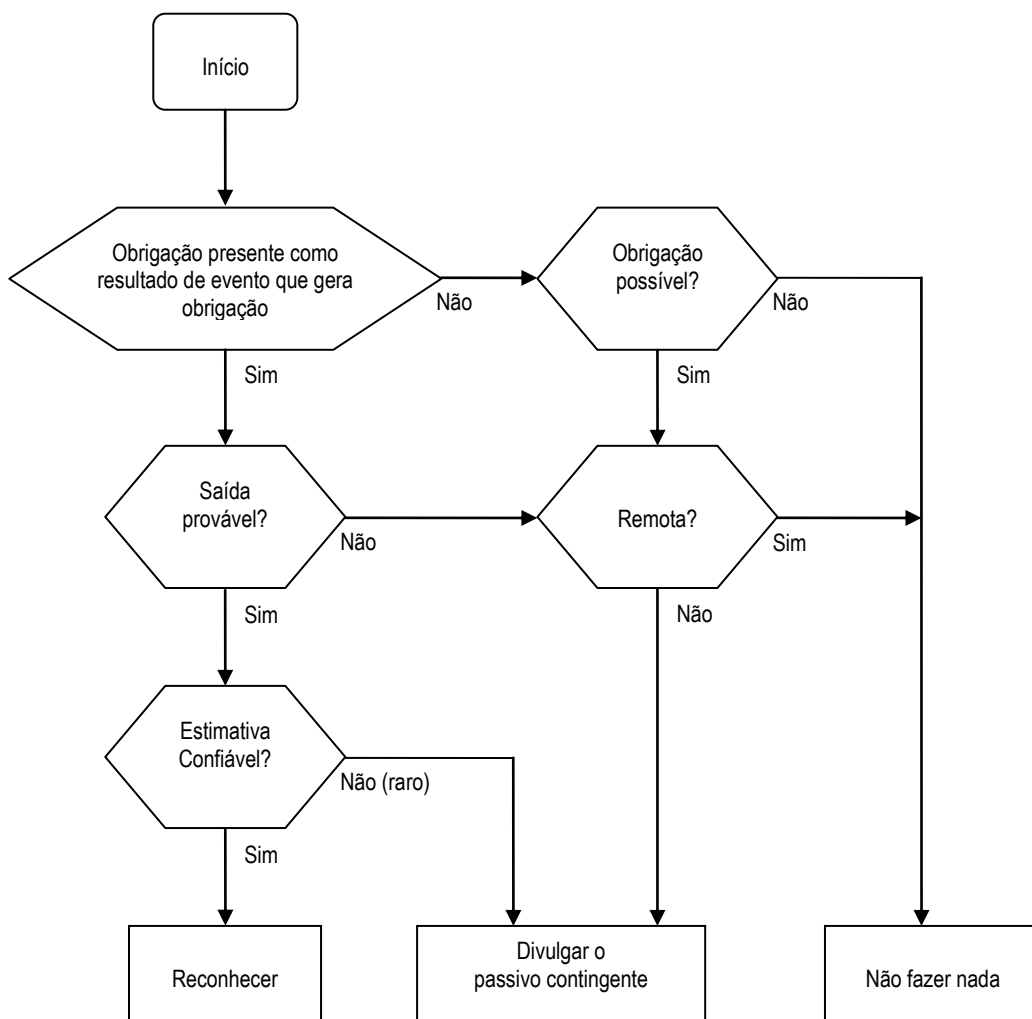 Início
Obrigação presente como
resultado de evento que gera
obrigação
Não
Obrigação
possível?
Não
Sim
Sim
Saída
provável?
Não
Remota?
Sim
Sim
Não
Estimativa
Confiável?
Não (raro)
Sim
Reconhecer
Divulgar o
passivo contingente
Não fazer nada